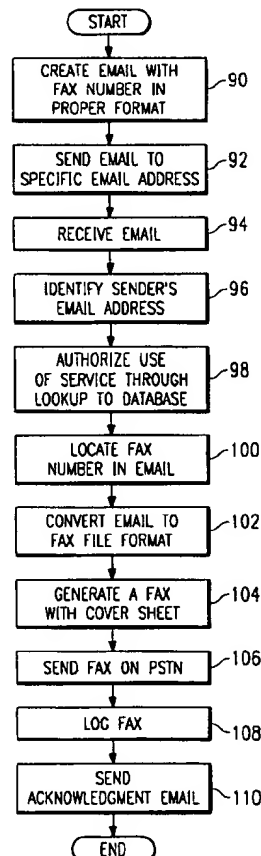 START
CREATE EMAIL WITH
FAX NUMBER IN
PROPER FORMAT
90
SEND EMAIL TO
SPECIFIC EMAIL ADDRESS
92
RECEIVE EMAIL
94
IDENTIFY SENDER'S
EMAIL ADDRESS
96
AUTHORIZE USE
OF SERVICE THROUGH
LOOKUP TO DATABASE
98
LOCATE FAX
NUMBER IN EMAIL
100
CONVERT EMAIL TO
FAX FILE FORMAT
102
GENERATE A FAX
WITH COVER SHEET
104
SEND FAX ON PSTN
106
LOG FAX
108
SEND
ACKNOWLEDGMENT EMAIL
110
END